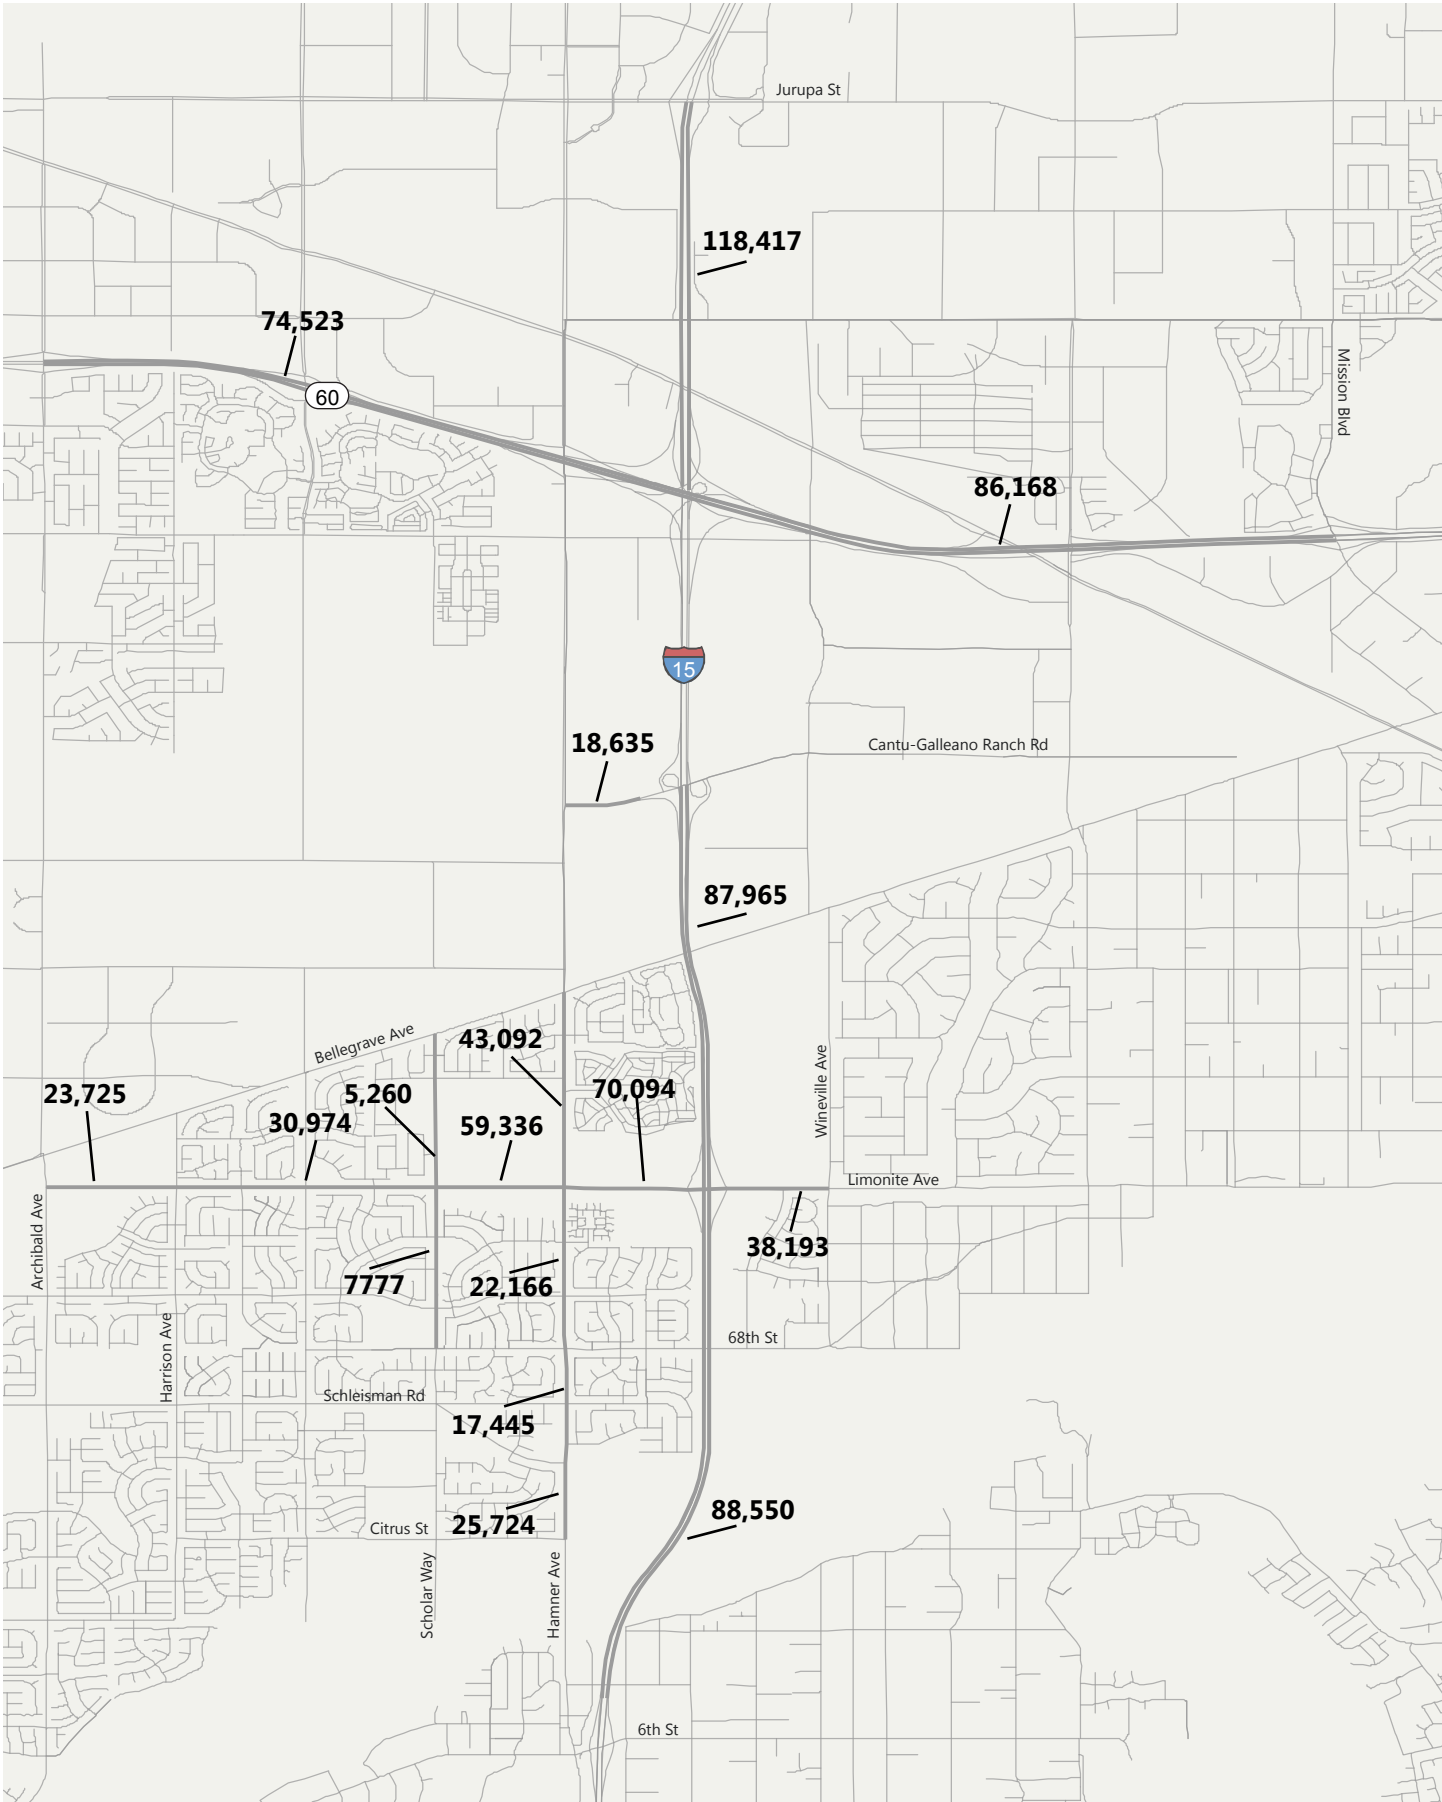 Jurupa St
118,417
74,523
60
Mission Blvd
86,168
15
18,635
Cantu-Galleano Ranch Rd
87,965
Bellegrave Ave
43,092
23,725
5,260
70,094
30,974
59,336
Wineville Ave
Limonite Ave
Archibald Ave
38,193
7777
22,166
Harrison Ave
68th St
Schleisman Rd
17,445
Citrus St
25,724
88,550
Scholar Way
Hamner Ave
6th St